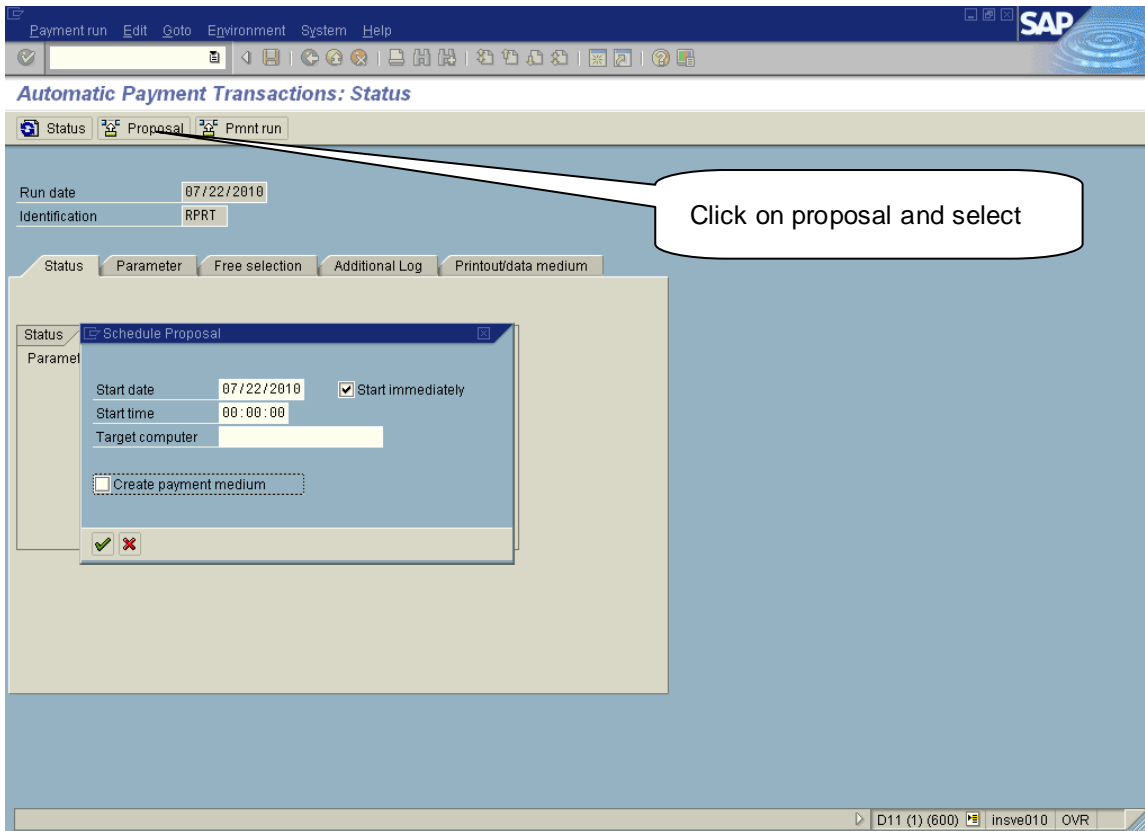 Payment run Edit Goto Environment System Help
SAP
Automatic Payment Transactions: Status
Status Proposal Pmnt run
Click on proposal and select
Run date 07/22/2010
Identification RPRT
Status Parameter Free selection Additional Log Printout/data medium
Status Schedule Proposal
Paramet
Start date 07/22/2010 Start immediately
Start time 00:00:00
Target computer
Create payment medium
D11 (1) (600) insve010 OVR